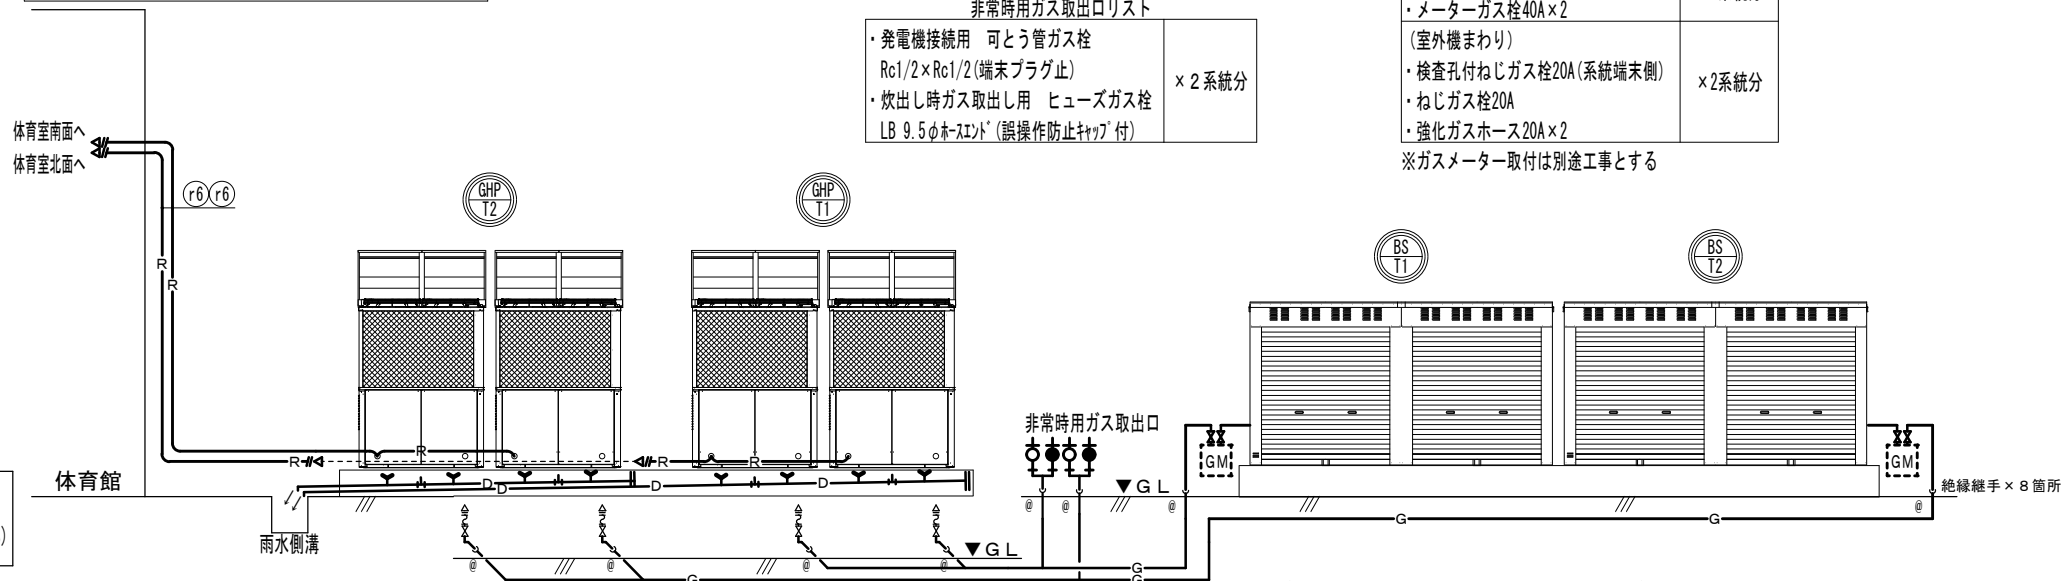 非常時用ガス取出口リスト
・発電機接続用 可とう管ガス栓
Rc1/2×Rc1/2(端末プラグ止)
・炊出し時ガス取出し用 ヒューズガス栓
LB 9.5φホースエンド(誤操作防止キャップ付)
×2系統分
・メーターガス栓40A×2
(室外機まわり)
・検査孔付ねじガス栓20A(系統端末側)
・ねじガス栓20A
・強化ガスホース20A×2
×2系統分
※ガスメーター取付は別途工事とする
体育室南面へ
体育室北面へ
r6 r6
GHP
T2
GHP
T1
BS
T1
BS
T2
R
R
R
R
R
R
D
D
D
D
非常時用ガス取出口
GM
GM
体育館
▼GL
絶縁継手×8箇所
@ @ @ @
G G
雨水側溝
▼GL
@ @ @ @
G
G
G
)